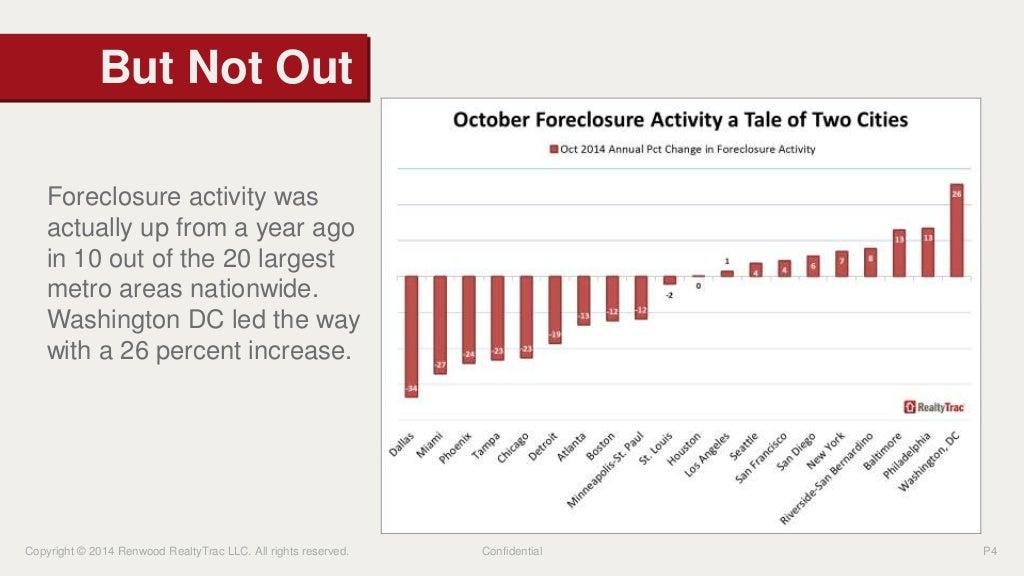 But Not Out
October Foreclosure Activity a Tale of Two Cities
Oct 2014 Annual Pct Change in Foreclosure Activity
Foreclosure activity was
actually up from a year ago
in 10 out of the 20 largest
metro areas nationwide.
Washington DC led the way
with a 26 percent increase.
-34
-27
-24
-23
-23
-19
-13
-12
-12
-2
0
1
4
4
6
7
8
13
13
26
RealtyTrac
Dallas
Miami
Phoenix
Tampa
Chicago
Detroit
Atlanta
Boston
Minneapolis-St. Paul
St. Louis
Houston
Los Angeles
Seattle
San Francisco
San Diego
New York
Riverside-San Bernardino
Baltimore
Philadelphia
Washington, DC
Copyright © 2014 Renwood RealtyTrac LLC. All rights reserved.
Confidential
P4